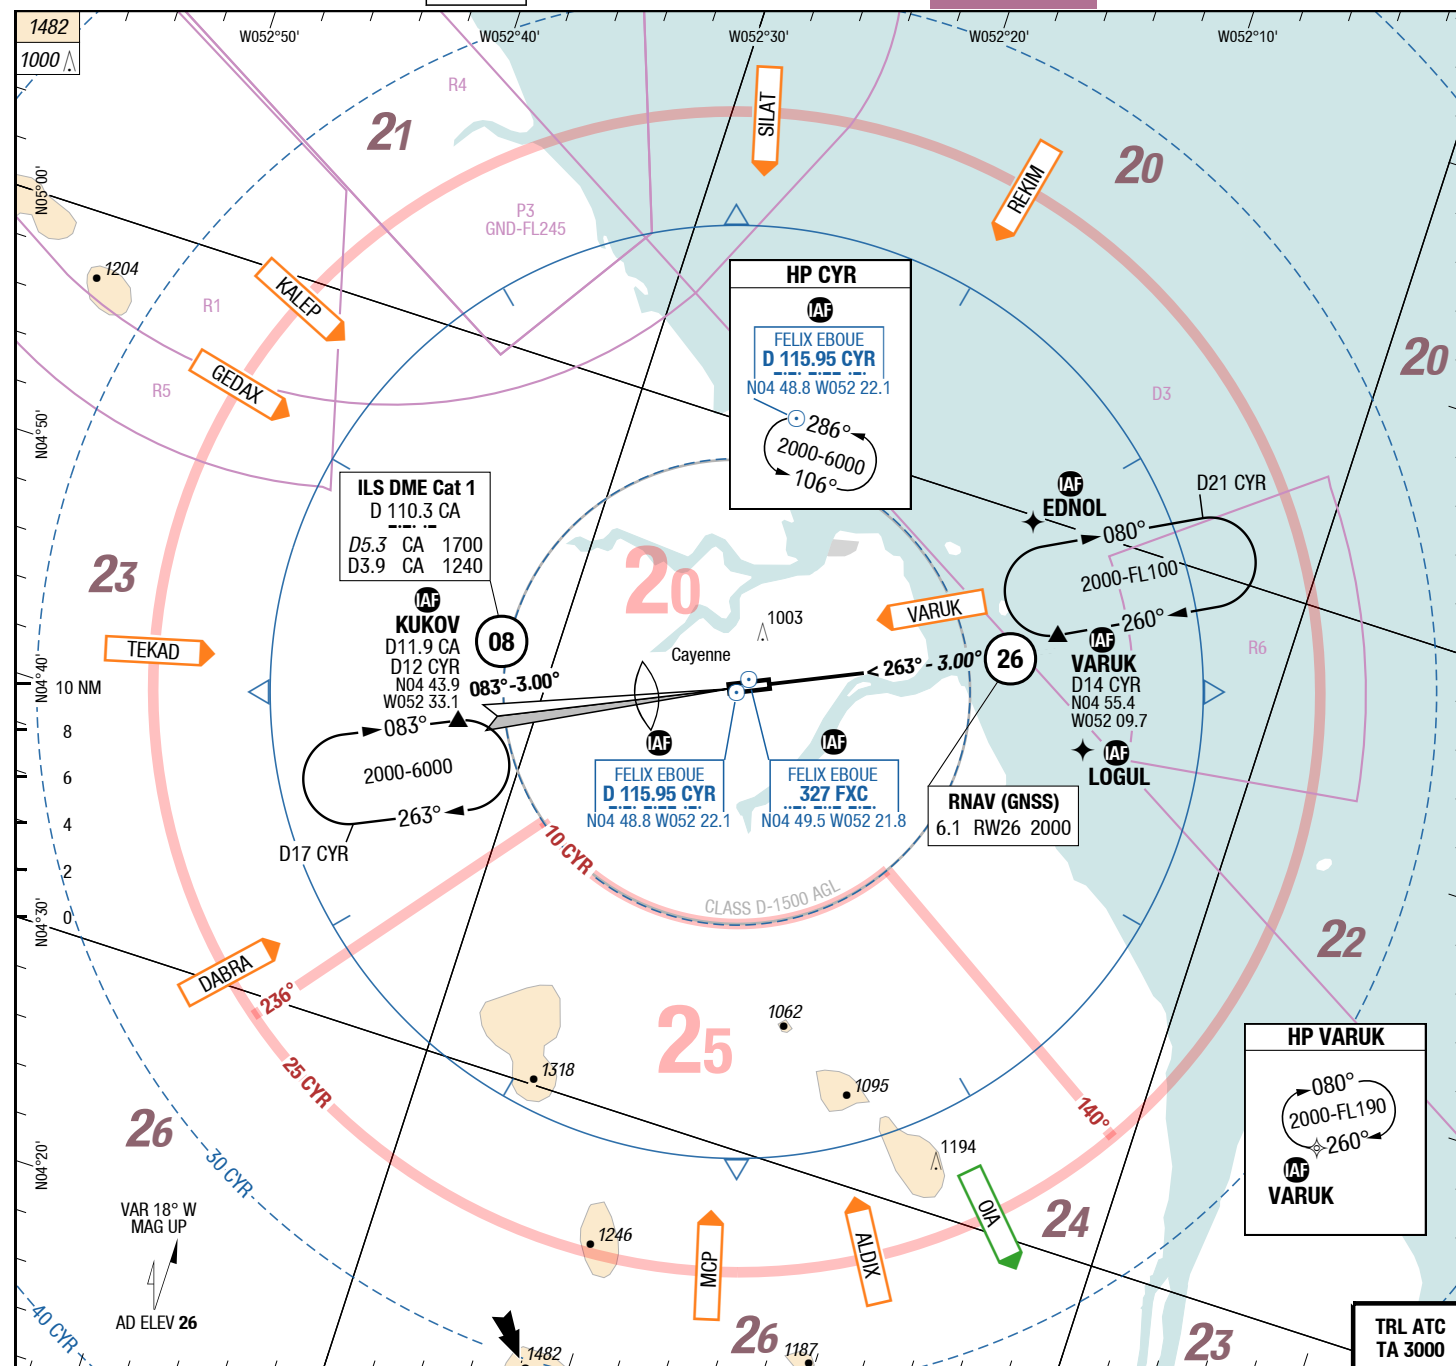 1482
1000
W052°50'
W052°40'
W052°30'
W052°20'
W052°10'
R4
21
SILAT
20
REKIM
N05°00'
P3
GND-FL245
1204
KALEP
R1
HP CYR
IAF
FELIX EBOUE
D 115.95 CYR
N04 48.8 W052 22.1
286°
2000-6000
106°
20
GEDAX
R5
D3
N04°50'
ILS DME Cat 1
D 110.3 CA
D5.3 CA 1700
D3.9 CA 1240
IAF
EDNOL
D21 CYR
080°
2000-FL100
260°
23
20
VARUK
IAF
KUKOV
D11.9 CA
D12 CYR
N04 43.9
W052 33.1
08
1003
TEKAD
Cayenne
26
IAF
VARUK
D14 CYR
N04 55.4
W052 09.7
R6
083°-3.00°
< 263° - 3.00°
N04°40'
10 NM
8
6
4
2
0
083°
2000-6000
263°
D17 CYR
IAF
FELIX EBOUE
D 115.95 CYR
N04 48.8 W052 22.1
IAF
FELIX EBOUE
327 FXC
N04 49.5 W052 21.8
IAF
LOGUL
RNAV (GNSS)
6.1 RW26 2000
10 CYR
CLASS D-1500 AGL
N04°30'
22
DABRA
236°
25
1062
25 CYR
1318
1095
140°
HP VARUK
080°
2000-FL190
260°
IAF
VARUK
26
30 CYR
1194
N04°20'
VAR 18° W
MAG UP
AD ELEV 26
OIA
24
1246
MCP
ALDIX
40 CYR
1482
26
1187
23
TRL ATC
TA 3000